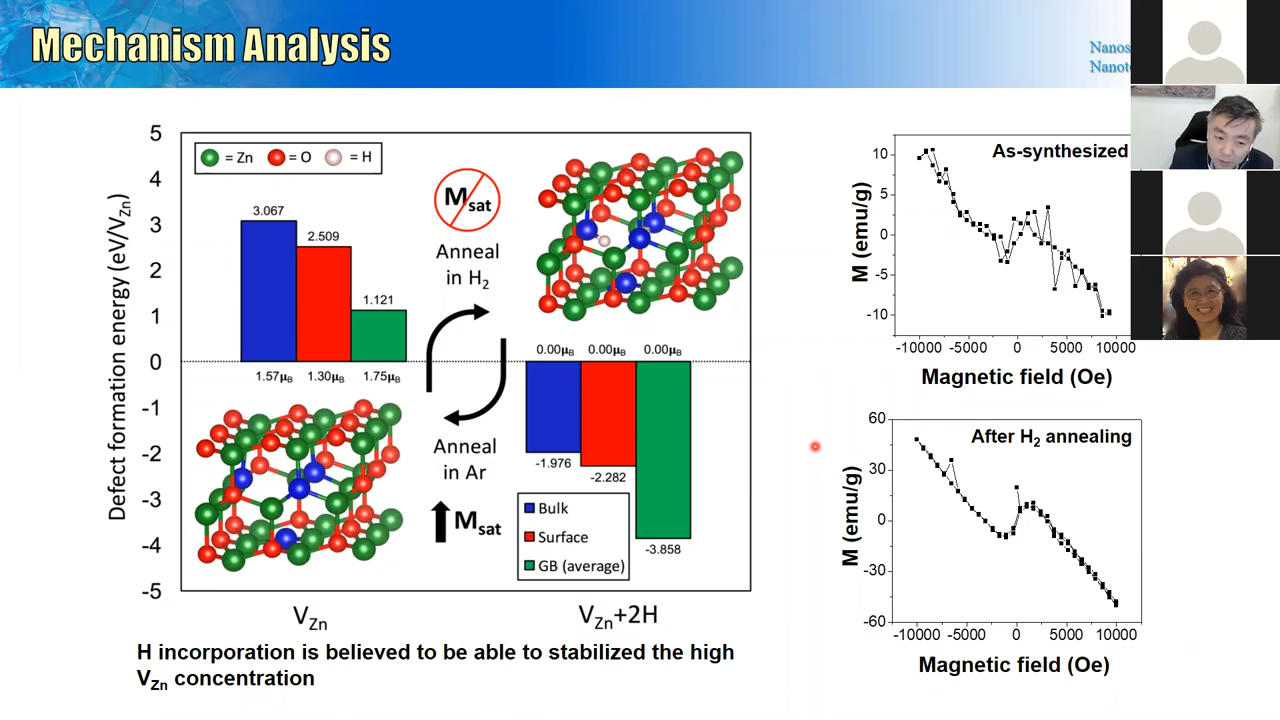 Mechanism Analysis
Nanos
Nanote
5
4
3
2
1
0
-1
-2
-3
-4
-5
Defect formation energy (eV/VZn)
= Zn = O = H
3.067
2.509
1.121
1.57μB 1.30μB 1.75μB
Msat
Anneal
in H2
Anneal
in Ar
Msat
0.00μB 0.00μB 0.00μB
-1.976
-2.282
-3.858
Bulk
Surface
GB (average)
VZn
VZn+2H
H incorporation is believed to be able to stabilized the high
VZn concentration
As-synthesized
M (emu/g)
10
5
0
-5
-10
-10000 -5000 0 5000 10000
Magnetic field (Oe)
After H2 annealing
M (emu/g)
60
30
0
-30
-60
-10000 -5000 0 5000 10000
Magnetic field (Oe)